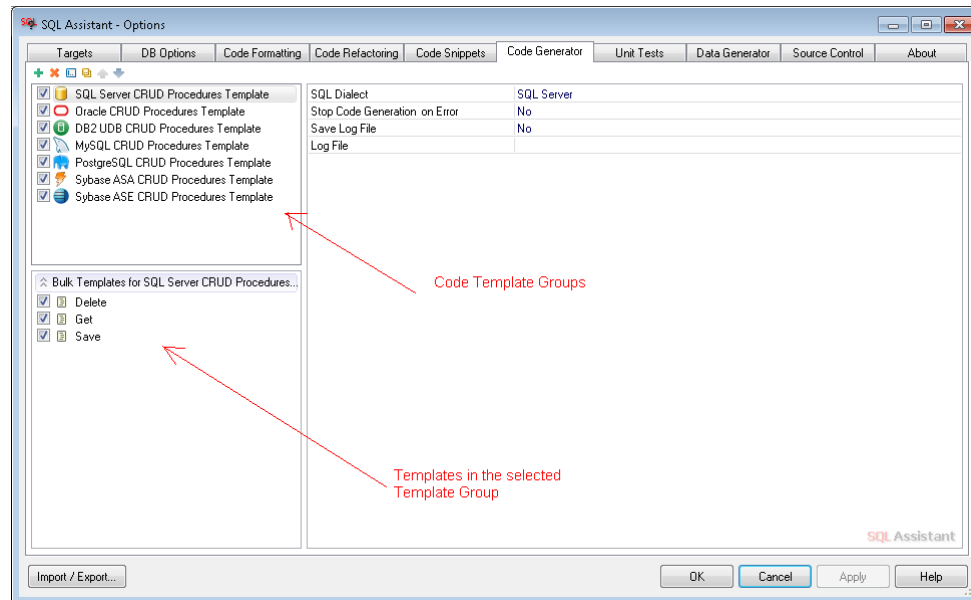 SQL Assistant - Options
Targets
DB Options
Code Formatting
Code Refactoring
Code Snippets
Code Generator
Unit Tests
Data Generator
Source Control
About
SQL Server CRUD Procedures Template
Oracle CRUD Procedures Template
DB2 UDB CRUD Procedures Template
MySQL CRUD Procedures Template
PostgreSQL CRUD Procedures Template
Sybase ASA CRUD Procedures Template
Sybase ASE CRUD Procedures Template
SQL Dialect SQL Server
Stop Code Generation on Error No
Save Log File No
Log File
Code Template Groups
Bulk Templates for SQL Server CRUD Procedures...
Delete
Get
Save
Templates in the selected
Template Group
SQL Assistant
Import / Export...
OK
Cancel
Apply
Help